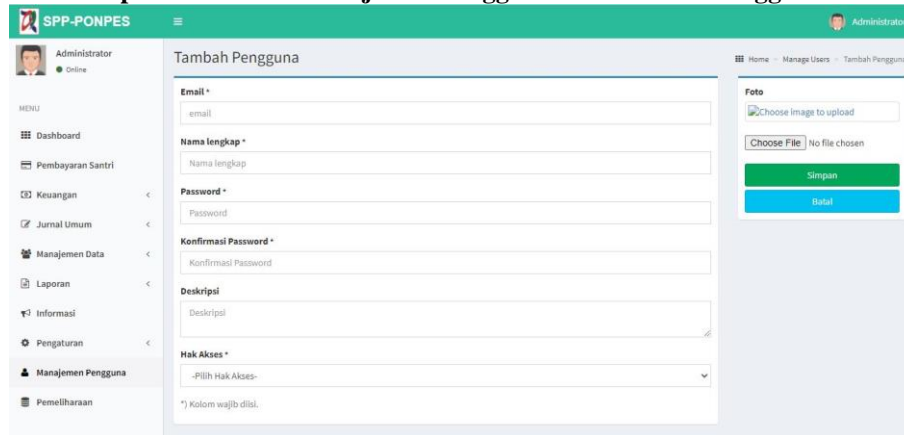 SPP-PONPES
Administrator
Administrator
Online
MENU
Dashboard
Pembayaran Santri
Keuangan
Jurnal Umum
Manajemen Data
Laporan
Informasi
Pengaturan
Manajemen Pengguna
Pemeliharaan
Tambah Pengguna
Home
Manage Users
Tambah Pengguna
Email *
email
Nama lengkap *
Nama lengkap
Password *
Password
Konfirmasi Password *
Konfirmasi Password
Deskripsi
Deskripsi
Hak Akses *
-Pilih Hak Akses-
*) Kolom wajib diisi.
Foto
Choose image to upload
Choose File No file chosen
Simpan
Batal